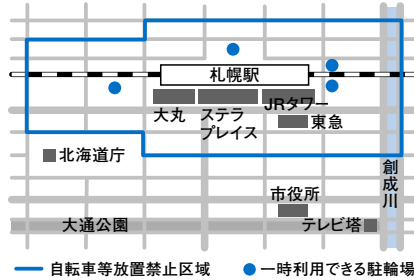 札幌駅
JRタワー
大丸
ステラ
プレイス
東急
北海道庁
創成川
市役所
大通公園
テレビ塔
自転車等放置禁止区域
一時利用できる駐輪場